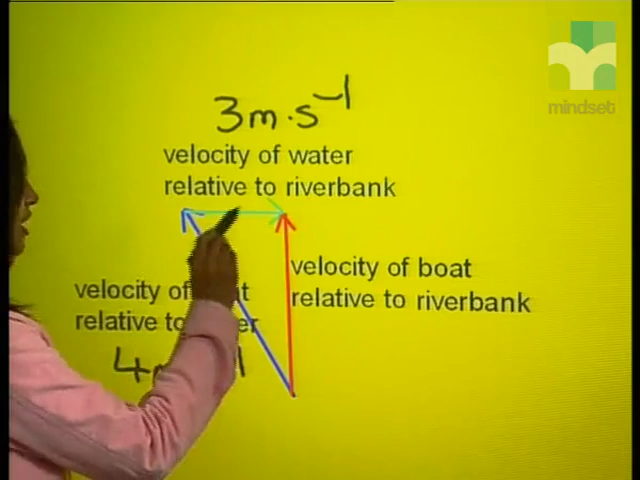 mindset
3m·s⁻¹
velocity of water
relative to riverbank
velocity of boat
relative to riverbank
velocity of
relative to
4m